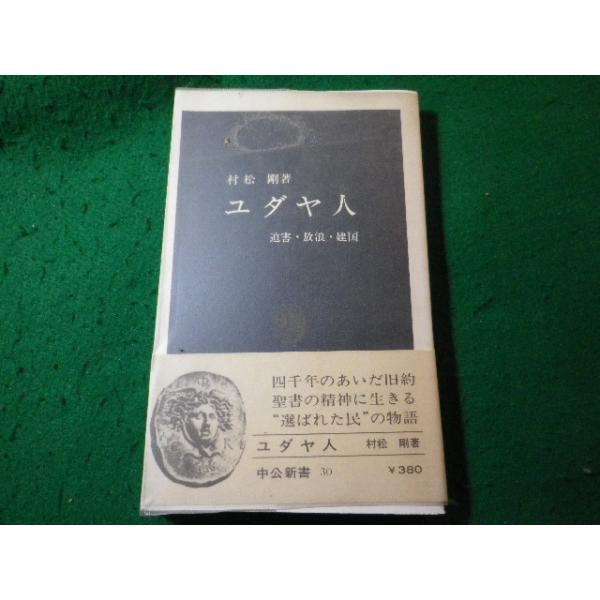 村松 剛著
ユダヤ人
迫害・放浪・建国
四千年のあいだ旧約
聖書の精神に生きる
“選ばれた民”の物語
ユダヤ人 村松 剛著
中公新書 30 ￥380